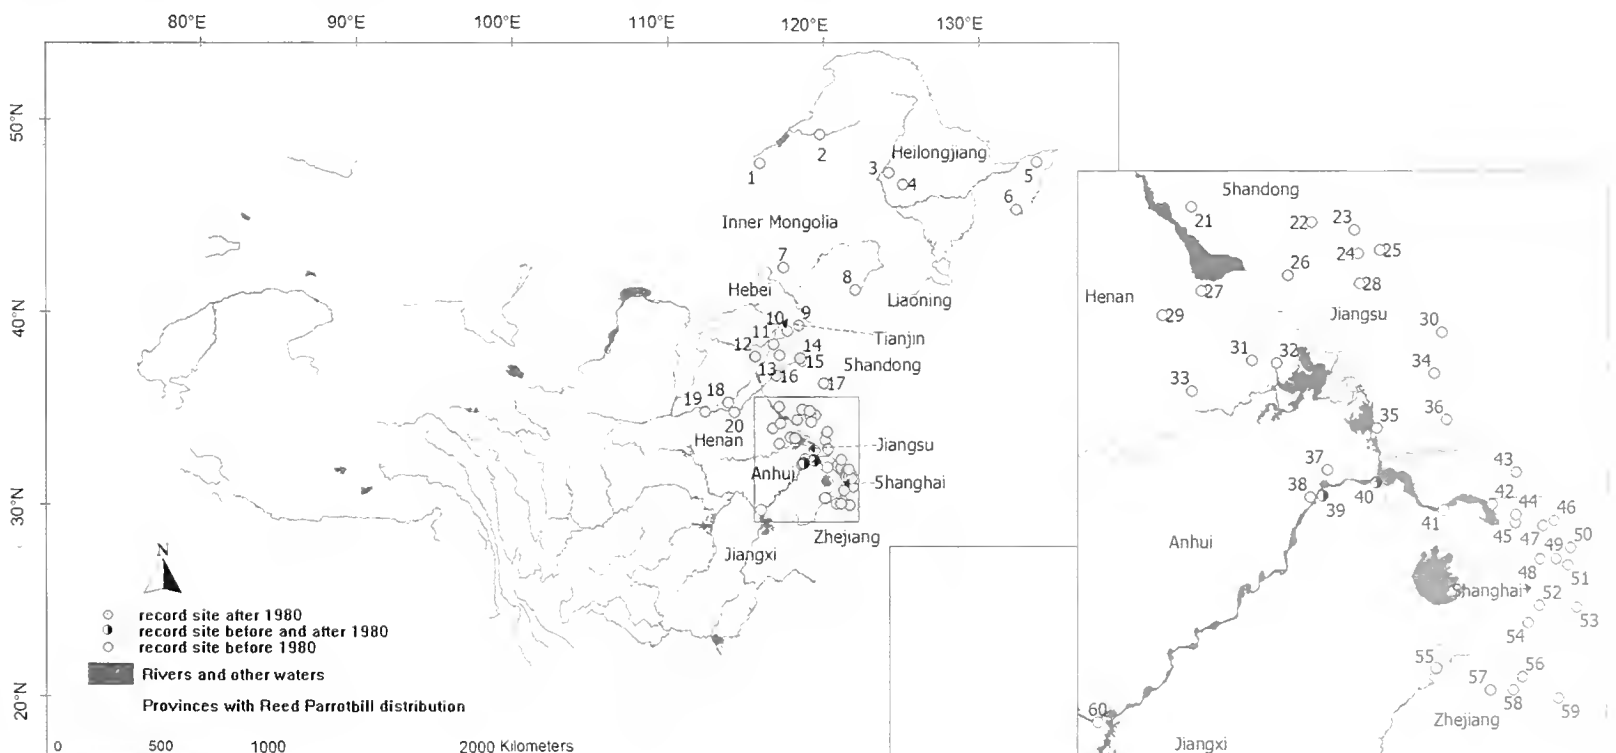 80°E 90°E 100°E 110°E 120°E 130°E
50°N
40°N
30°N
20°N
1
2
3
4
5
6
Heilongjiang
Inner Mongolia
7
8
Hebei
Liaoning
9
10
11
Tianjin
12
13
14
15
16
17
Shandong
18
19
20
Henan
Jiangsu
Anhui
Shanghai
Zhejiang
Jiangxi
N
record site after 1980
record site before and after 1980
record site before 1980
Rivers and other waters
Provinces with Reed Parrotbill distribution
0 500 1000 2000 Kilometers
Shandong
21
22
23
24
25
26
27
28
Henan
29
Jiangsu
30
31
32
33
34
35
36
37
38
39
40
41
42
43
44
45
46
47
48
49
50
51
Anhui
Shanghai
52
53
54
55
56
57
58
59
60
Zhejiang
Jiangxi